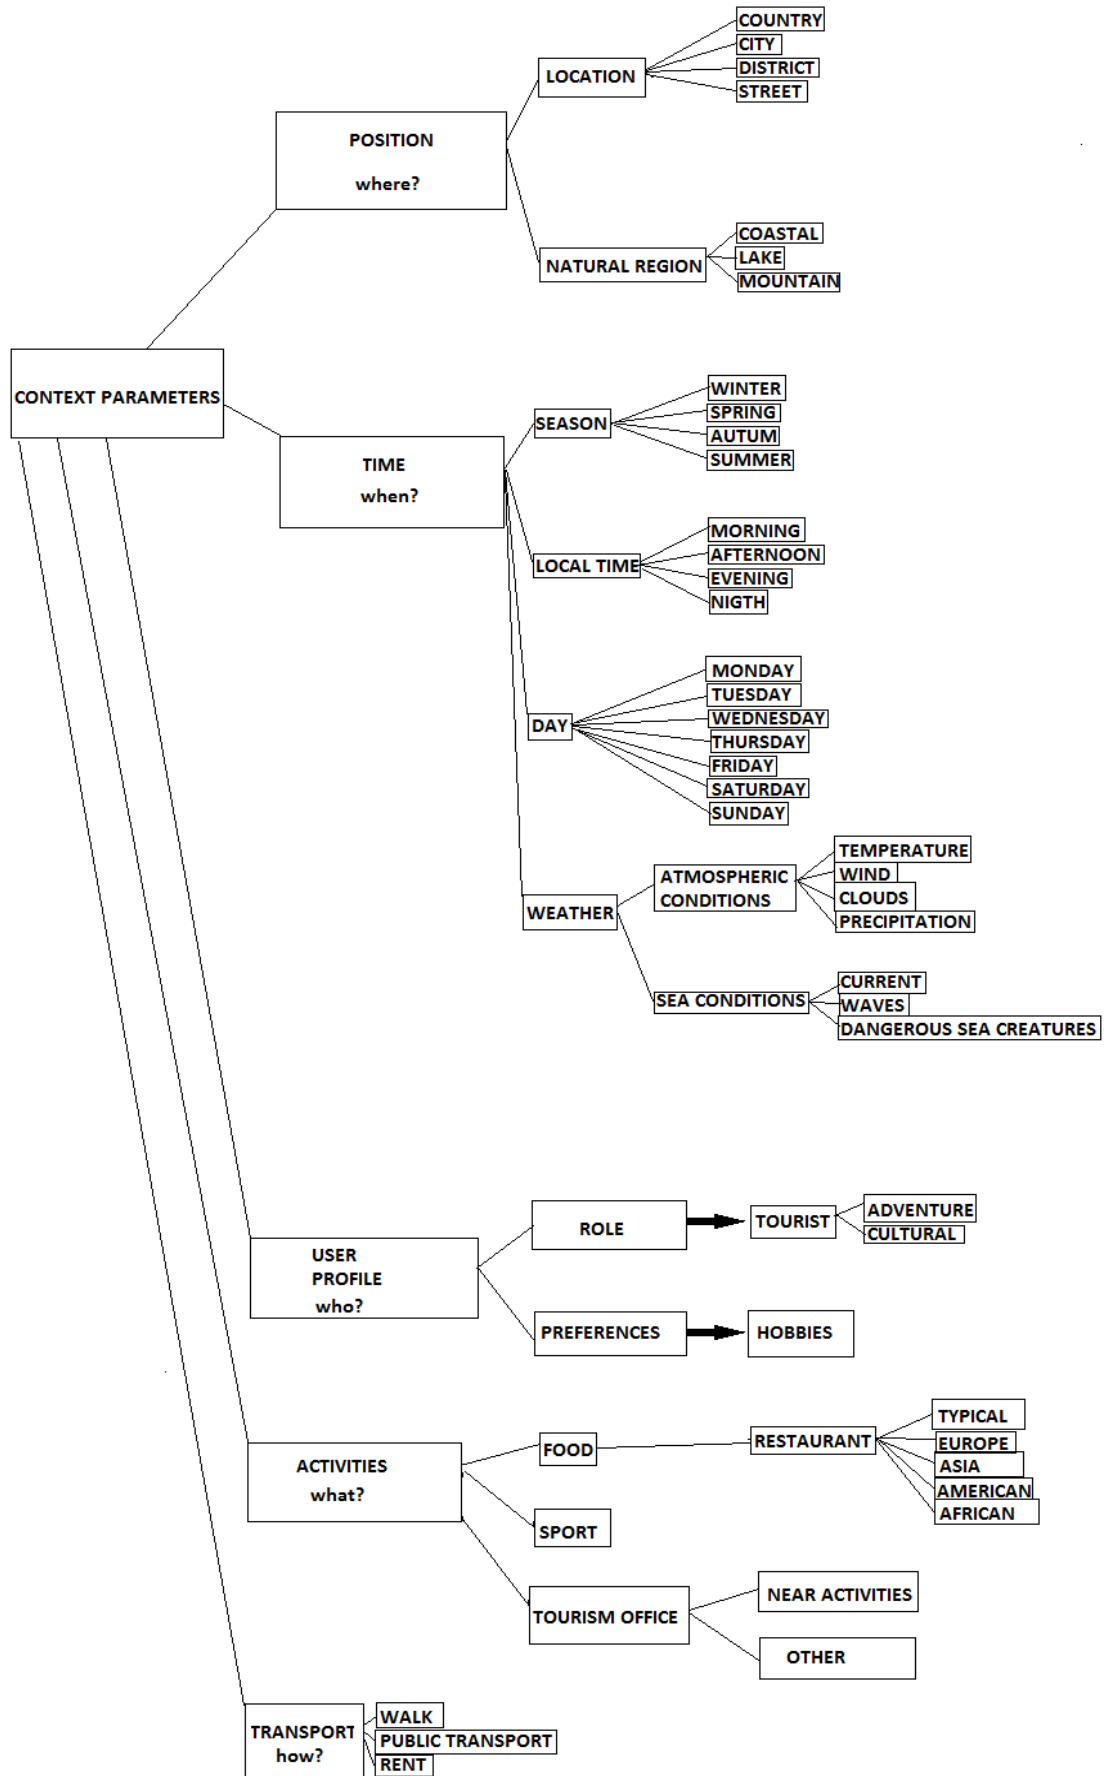 CONTEXT PARAMETERS
POSITION
where?
LOCATION
COUNTRY
CITY
DISTRICT
STREET
NATURAL REGION
COASTAL
LAKE
MOUNTAIN
TIME
when?
SEASON
WINTER
SPRING
AUTUM
SUMMER
LOCAL TIME
MORNING
AFTERNOON
EVENING
NIGTH
DAY
MONDAY
TUESDAY
WEDNESDAY
THURSDAY
FRIDAY
SATURDAY
SUNDAY
WEATHER
ATMOSPHERIC
CONDITIONS
TEMPERATURE
WIND
CLOUDS
PRECIPITATION
SEA CONDITIONS
CURRENT
WAVES
DANGEROUS SEA CREATURES
USER
PROFILE
who?
ROLE
TOURIST
ADVENTURE
CULTURAL
PREFERENCES
HOBBIES
ACTIVITIES
what?
FOOD
RESTAURANT
TYPICAL
EUROPE
ASIA
AMERICAN
AFRICAN
SPORT
TOURISM OFFICE
NEAR ACTIVITIES
OTHER
TRANSPORT
how?
WALK
PUBLIC TRANSPORT
RENT